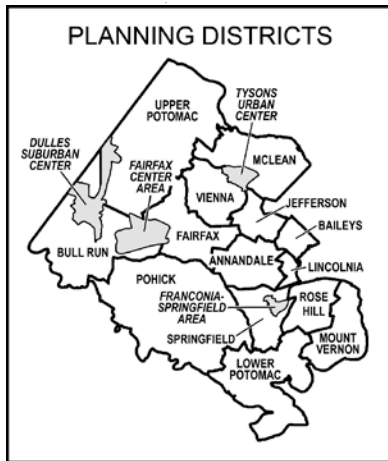 PLANNING DISTRICTS
UPPER
POTOMAC
TYSONS
URBAN
CENTER
DULLES
SUBURBAN
CENTER
FAIRFAX
CENTER
AREA
MCLEAN
VIENNA
JEFFERSON
BAILEYS
FAIRFAX
BULL RUN
ANNANDALE
LINCOLNIA
POHICK
FRANCONIA-
SPRINGFIELD
AREA
ROSE
HILL
SPRINGFIELD
MOUNT
VERNON
LOWER
POTOMAC